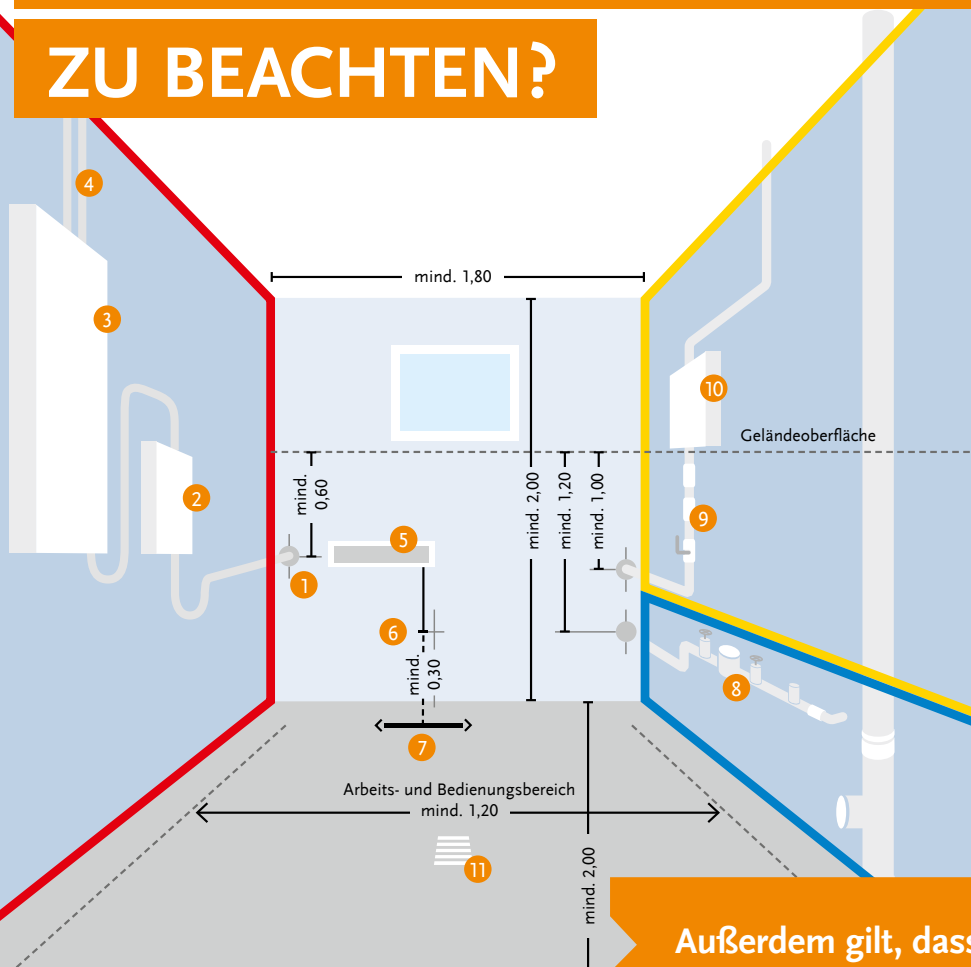 ZU BEACHTEN?
4
mind. 1,80
3
10
Geländeoberfläche
mind.
0,60
mind. 2,00
mind. 1,20
mind. 1,00
2
9
5
1
6
mind.
0,30
8
7
Arbeits- und Bedienungsbereich
mind. 1,20
11
mind. 2,00
Außerdem gilt, dass